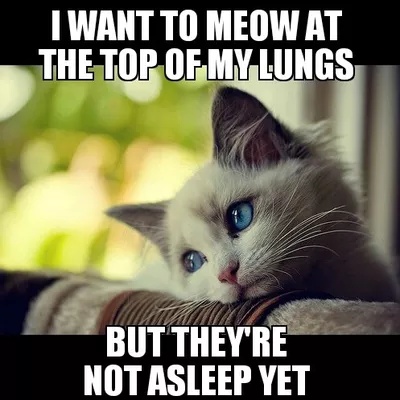 I WANT TO MEOW AT
THE TOP OF MY LUNGS
BUT THEY'RE
NOT ASLEEP YET